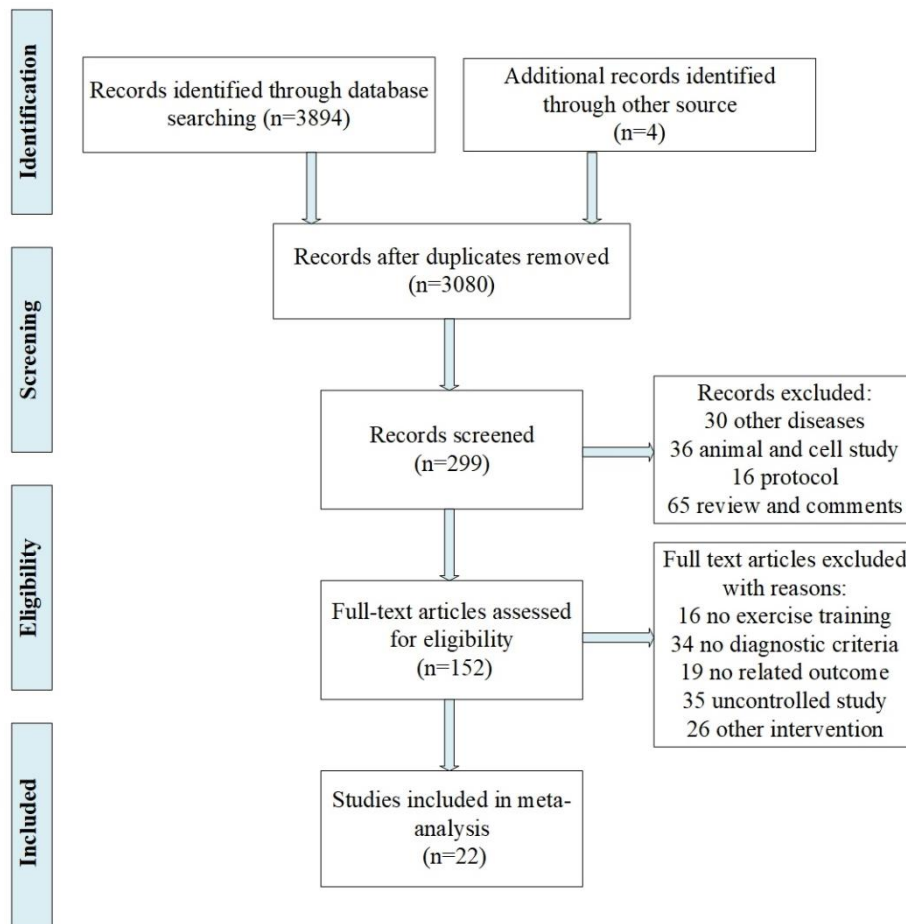 Identification
Records identified through database
searching (n=3894)
Additional records identified
through other source
(n=4)
Screening
Records after duplicates removed
(n=3080)
Records screened
(n=299)
Records excluded:
30 other diseases
36 animal and cell study
16 protocol
65 review and comments
Eligibility
Full-text articles assessed
for eligibility
(n=152)
Full text articles excluded
with reasons:
16 no exercise training
34 no diagnostic criteria
19 no related outcome
35 uncontrolled study
26 other intervention
Included
Studies included in meta-
analysis
(n=22)